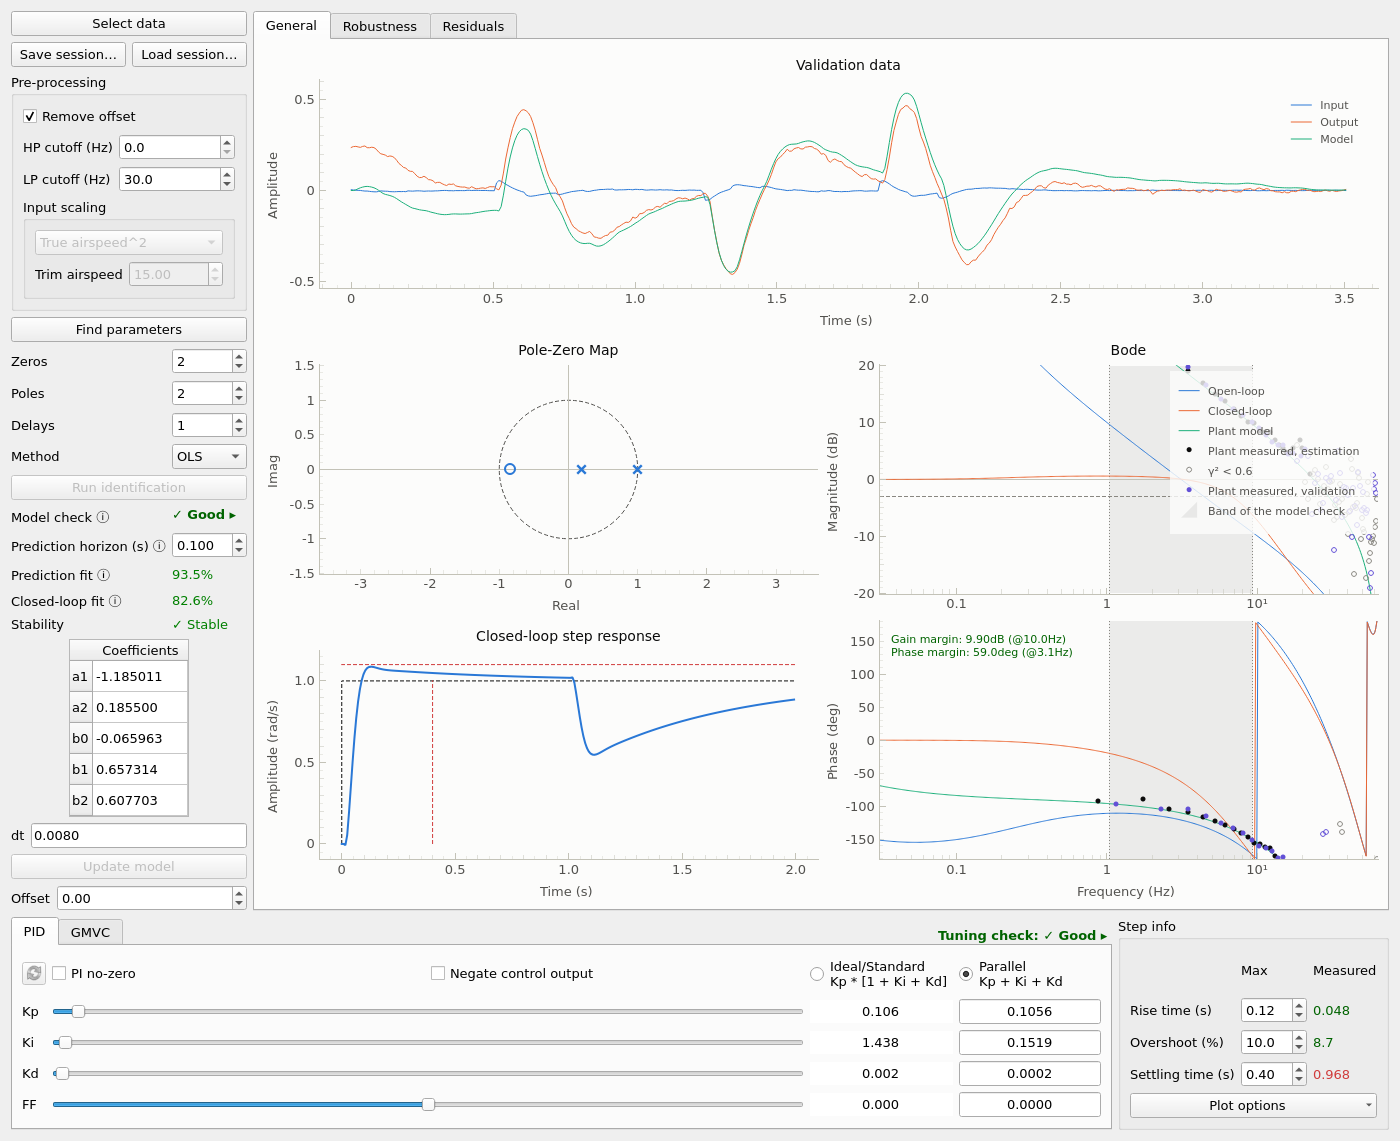 Select data
Save session...
Load session...
Pre-processing
Remove offset
HP cutoff (Hz) 0.0
LP cutoff (Hz) 30.0
Input scaling
True airspeed^2
Trim airspeed 15.00
Find parameters
Zeros 2
Poles 2
Delays 1
Method OLS
Run identification
Model check ⓘ ✓ Good ▸
Prediction horizon (s) ⓘ 0.100
Prediction fit ⓘ 93.5%
Closed-loop fit ⓘ 82.6%
Stability ✓ Stable
Coefficients
a1 -1.185011
a2 0.185500
b0 -0.065963
b1 0.657314
b2 0.607703
dt 0.0080
Update model
Offset 0.00
General Robustness Residuals
Validation data
Amplitude
0.5
0
-0.5
0 0.5 1.0 1.5 2.0 2.5 3.0 3.5
Time (s)
Input
Output
Model
Pole-Zero Map
Imag
1.5
1
0.5
0
-0.5
-1
-1.5
-3 -2 -1 0 1 2 3
Real
Bode
Magnitude (dB)
20
10
0
-10
-20
0.1 1 10¹
Open-loop
Closed-loop
Plant model
Plant measured, estimation
γ² < 0.6
Plant measured, validation
Band of the model check
Closed-loop step response
Amplitude (rad/s)
1.0
0.5
0
0 0.5 1.0 1.5 2.0
Time (s)
Gain margin: 9.90dB (@10.0Hz)
Phase margin: 59.0deg (@3.1Hz)
Phase (deg)
150
100
50
0
-50
-100
-150
0.1 1 10¹
Frequency (Hz)
PID GMVC
Tuning check: ✓ Good ▸
PI no-zero
Negate control output
Ideal/Standard
Kp * [1 + Ki + Kd]
Parallel
Kp + Ki + Kd
Kp 0.106 0.1056
Ki 1.438 0.1519
Kd 0.002 0.0002
FF 0.000 0.0000
Step info
Max Measured
Rise time (s) 0.12 0.048
Overshoot (%) 10.0 8.7
Settling time (s) 0.40 0.968
Plot options